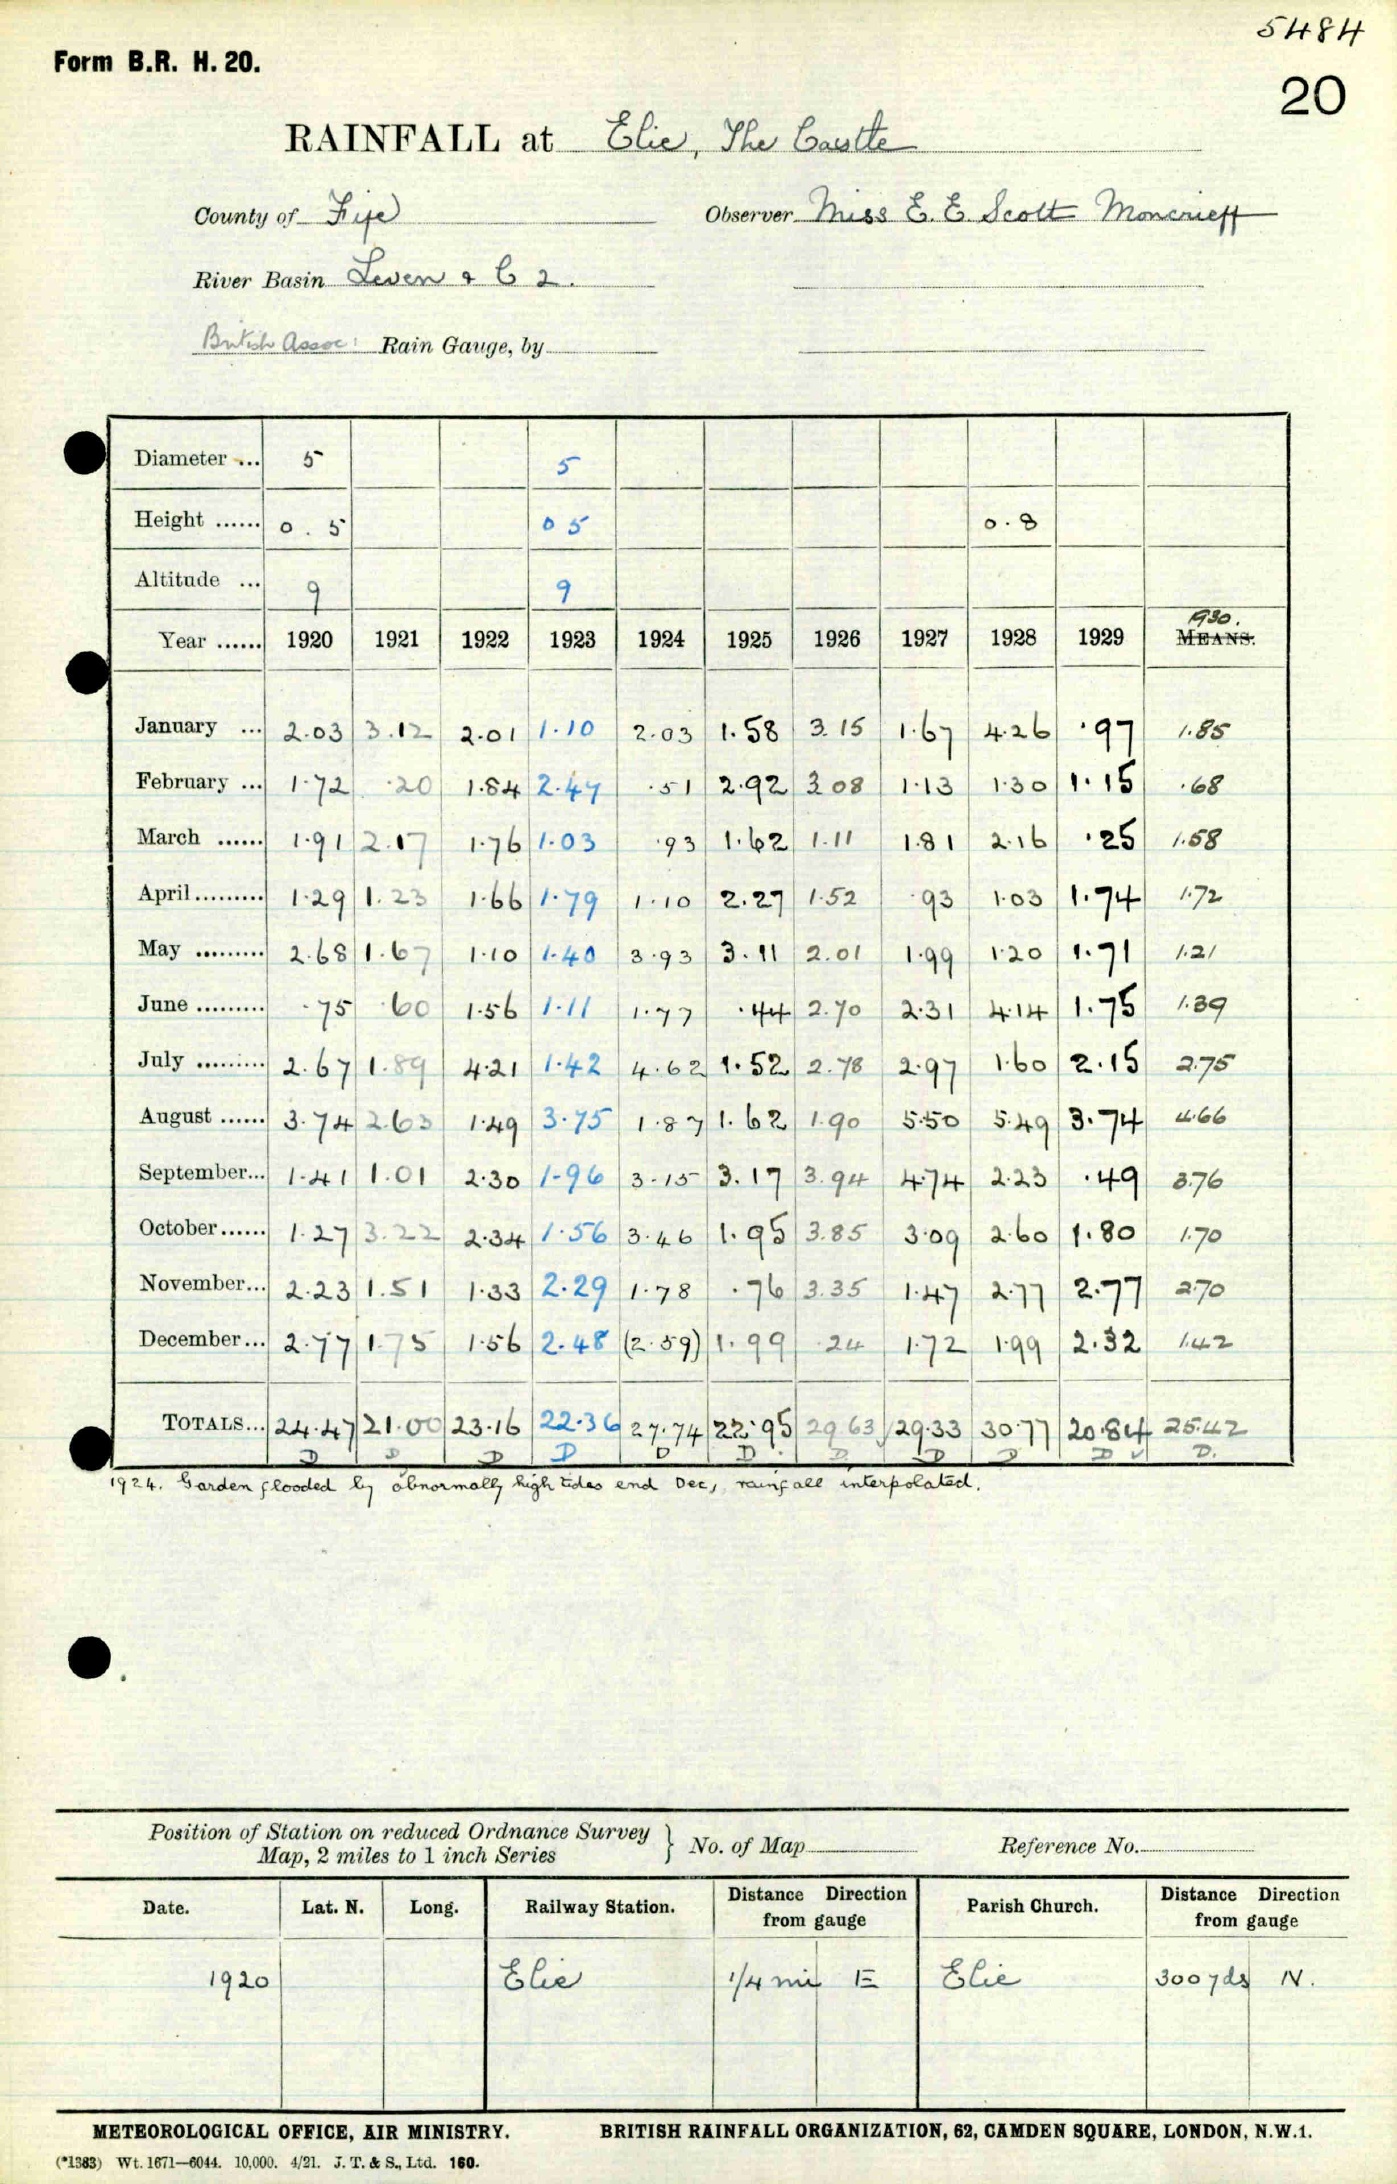 5484
Form B.R. H. 20.
20
RAINFALL at Elie, The Castle
County of Fife Observer Miss E. E. Scott Moncrieff
River Basin Leven & C 2.
British Assoc: Rain Gauge, by
Diameter ... 5 5
Height ...... 0.5 0 5 0.8
Altitude ... 9 9
1930.
Year ...... 1920 1921 1922 1923 1924 1925 1926 1927 1928 1929 MEANS.
January ... 2.03 3.12 2.01 1.10 2.03 1.58 3.15 1.67 4.26 .97 1.85
February ... 1.72 .20 1.84 2.47 .51 2.92 3 08 1.13 1.30 1.15 .68
March ...... 1.91 2.17 1.76 1.03 .93 1.62 1.11 1.81 2.16 .25 1.58
April......... 1.29 1.23 1.66 1.79 1.10 2.27 1.52 .93 1.03 1.74 1.72
May ......... 2.68 1.67 1.10 1.40 3.93 3.11 2.01 1.99 1.20 1.71 1.21
June ......... .75 .60 1.56 1.11 1.77 .44 2.70 2.31 4.14 1.75 1.39
July ......... 2.67 1.89 4.21 1.42 4.62 1.52 2.78 2.97 1.60 2.15 2.75
August ...... 3.74 2.63 1.49 3.75 1.87 1.62 1.90 5.50 5.49 3.74 4.66
September... 1.41 1.01 2.30 1.96 3.15 3.17 3.94 4.74 2.23 .49 3.76
October...... 1.27 3.22 2.34 1.56 3.46 1.95 3.85 3.09 2.60 1.80 1.70
November... 2.23 1.51 1.33 2.29 1.78 .76 3.35 1.47 2.77 2.77 2.70
December... 2.77 1.75 1.56 2.48 (2.59) 1.99 .24 1.72 1.99 2.32 1.42
TOTALS... 24.47 21.00 23.16 22.36 27.74 22.95 29.63 29.33 30.77 20.84 25.42
D D D D D D D D D D D.
1924. Garden flooded by abnormally high tides end Dec, rainfall interpolated.
Position of Station on reduced Ordnance Survey
Map, 2 miles to 1 inch Series } No. of Map Reference No.
Date. Lat. N. Long. Railway Station. Distance Direction from gauge Parish Church. Distance Direction from gauge
1920 Elie 1/4 mi E Elie 300 yds N.
METEOROLOGICAL OFFICE, AIR MINISTRY. BRITISH RAINFALL ORGANIZATION, 62, CAMDEN SQUARE, LONDON, N.W.1.
(*1383) Wt. 1671—6044. 10,000. 4/21. J. T. & S., Ltd. 160.